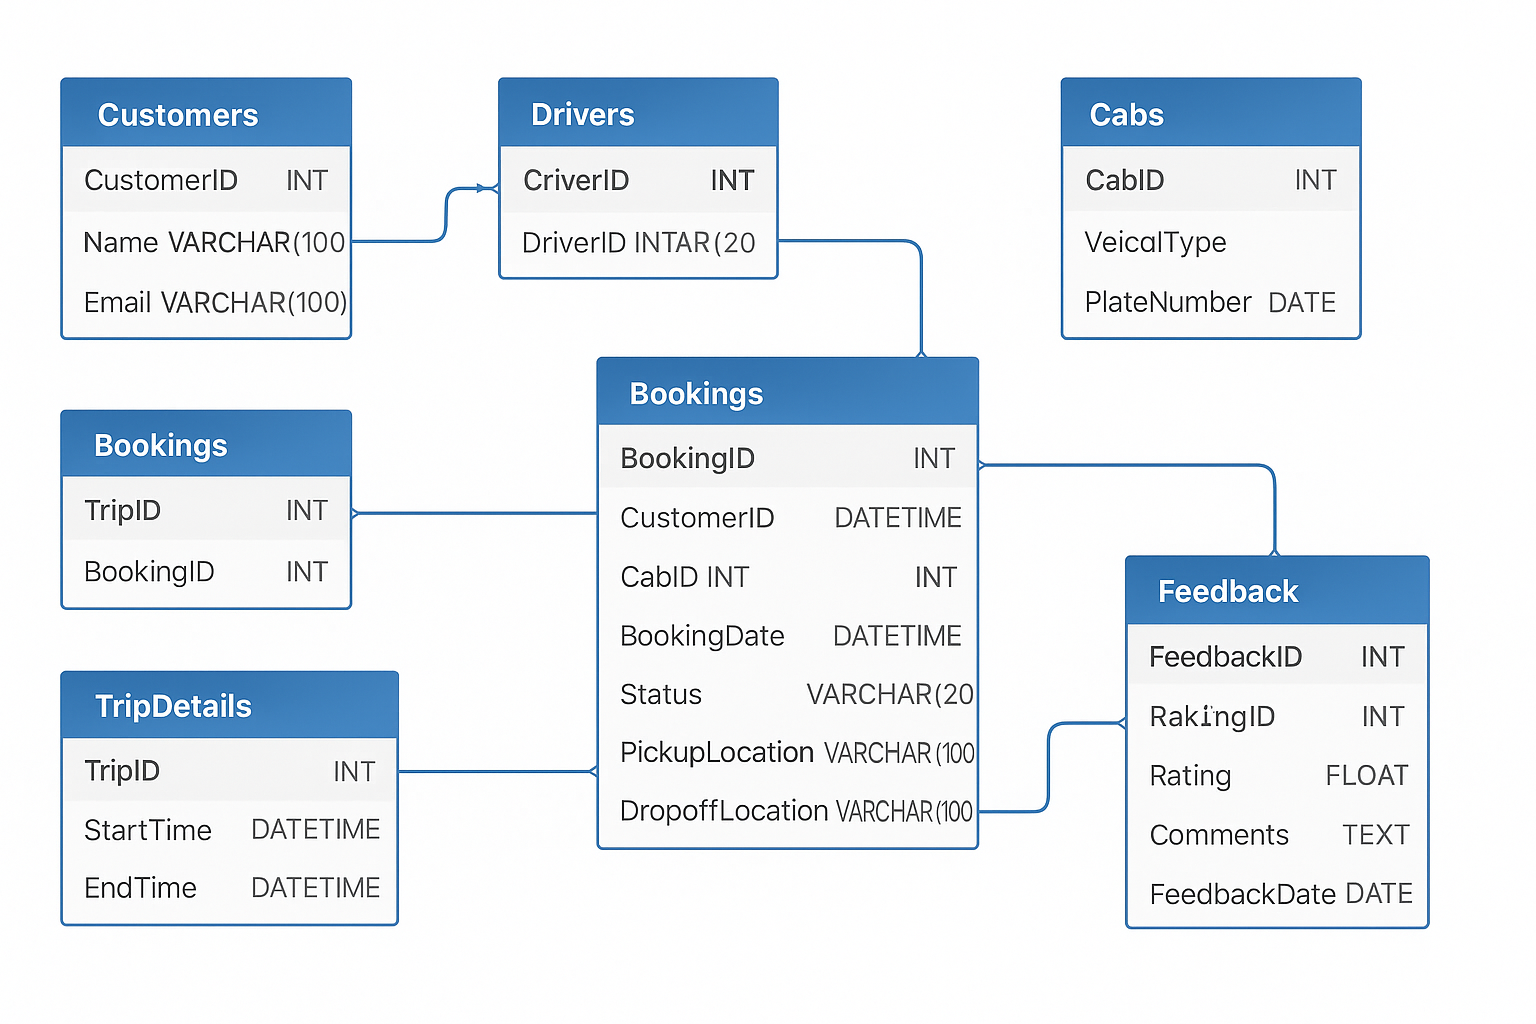 Customers
CustomerID INT
Name VARCHAR(100
Email VARCHAR(100)
Drivers
CriverID INT
DriverID INTAR(20
Cabs
CabID INT
VeicalType
PlateNumber DATE
Bookings
TripID INT
BookingID INT
Bookings
BookingID INT
CustomerID DATETIME
CabID INT INT
BookingDate DATETIME
Status VARCHAR(20
PickupLocation VARCHAR(100
DropoffLocation VARCHAR(100
TripDetails
TripID INT
StartTime DATETIME
EndTime DATETIME
Feedback
FeedbackID INT
RakingID INT
Rating FLOAT
Comments TEXT
FeedbackDate DATE